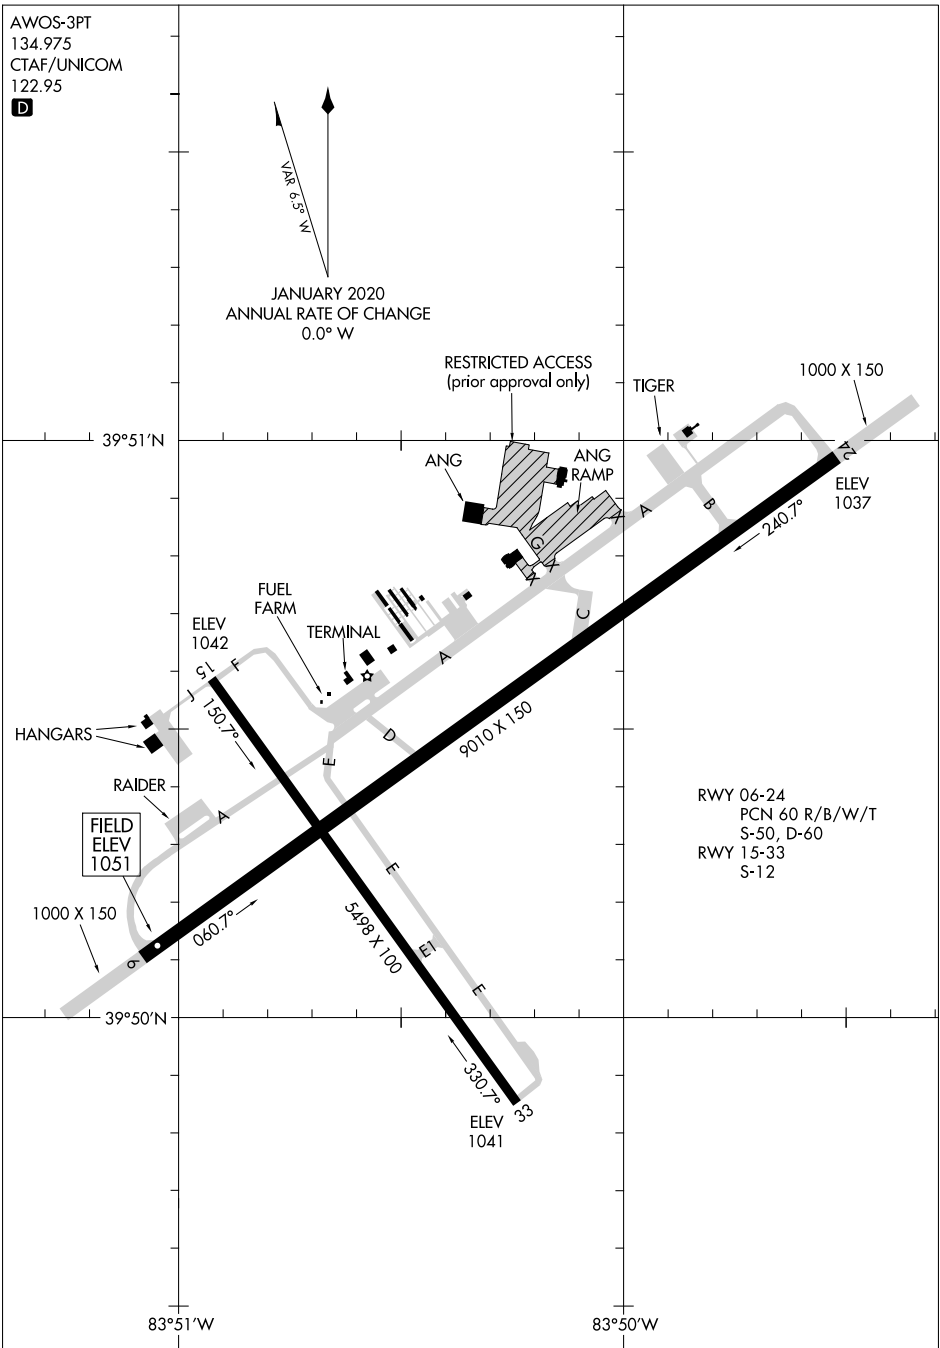 AWOS-3PT
134.975
CTAF/UNICOM
122.95
D
VAR 6.5° W
JANUARY 2020
ANNUAL RATE OF CHANGE
0.0° W
RESTRICTED ACCESS
(prior approval only)
TIGER
1000 X 150
39°51'N
ANG
ANG
RAMP
24
ELEV
1037
A
B
240.7°
G
X
X
X
C
FUEL
FARM
ELEV
1042
TERMINAL
A
15
F
J
150.7°
HANGARS
D
E
9010 X 150
RAIDER
A
FIELD
ELEV
1051
RWY 06-24
PCN 60 R/B/W/T
S-50, D-60
RWY 15-33
S-12
E
1000 X 150
060.7°
5498 X 100
E1
6
E
39°50'N
330.7°
33
ELEV
1041
83°51'W
83°50'W